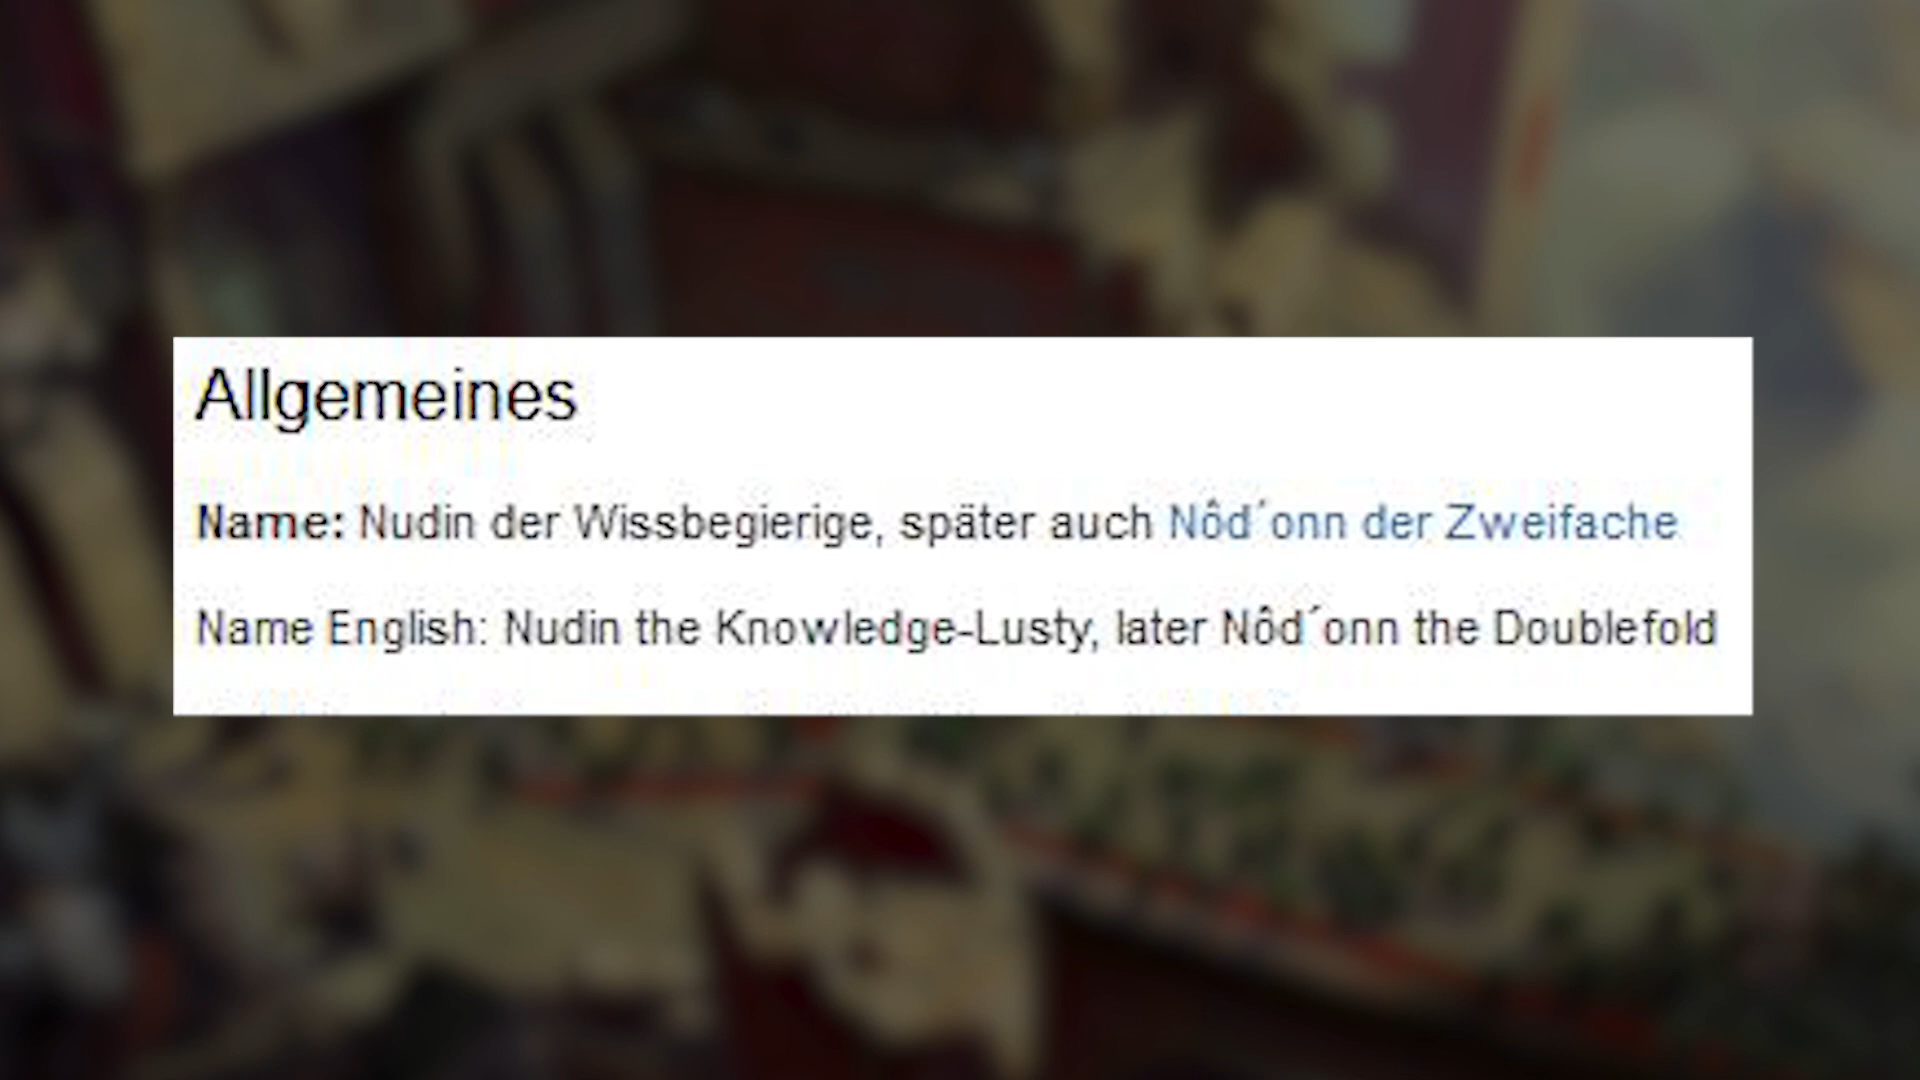 Allgemeines
Name: Nudin der Wissbegierige, später auch Nôd´onn der Zweifache
Name English: Nudin the Knowledge-Lusty, later Nôd´onn the Doublefold